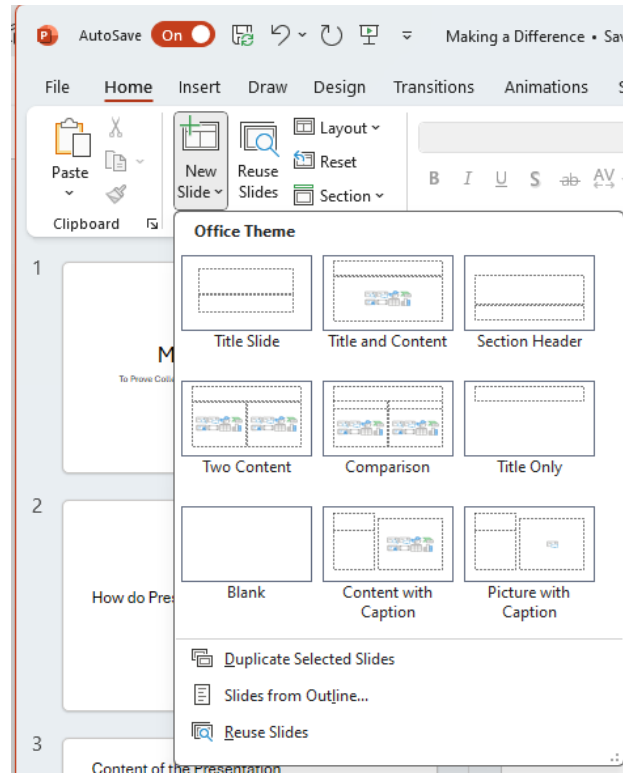 AutoSave On Making a Difference • Sav
File Home Insert Draw Design Transitions Animations S
Paste
New Slide
Reuse Slides
Layout
Reset
Section
B I U S ab AV
Clipboard
Office Theme
Title Slide Title and Content Section Header
Two Content Comparison Title Only
Blank Content with Caption Picture with Caption
Duplicate Selected Slides
Slides from Outline...
Reuse Slides
1
M
To Prove Colla
2
How do Pres
3
Content of the Presentation